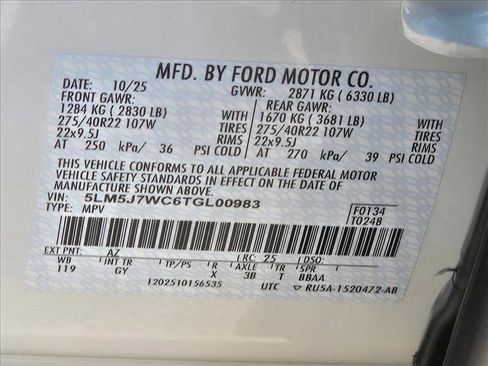 MFD. BY FORD MOTOR CO.
DATE: 10/25 GVWR: 2871 KG ( 6330 LB)
FRONT GAWR: REAR GAWR:
1284 KG ( 2830 LB) WITH 1670 KG ( 3681 LB) WITH
275/40R22 107W TIRES 275/40R22 107W TIRES
22x9.5J RIMS 22x9.5J RIMS
AT 250 kPa/ 36 PSI COLD AT 270 kPa/ 39 PSI COLD
THIS VEHICLE CONFORMS TO ALL APPLICABLE FEDERAL MOTOR
VEHICLE SAFETY STANDARDS IN EFFECT ON THE DATE OF
MANUFACTURE SHOWN ABOVE.
VIN: 5LM5J7WC6TGL00983 F0134
TYPE: MPV T0248
EXT PNT: AZ RC: 25 DSO:
WB INT TR TP/PS R AXLE TR SPR
119 GY X 3B T BBAA
1202510156535 UTC RU5A-1520472-AB